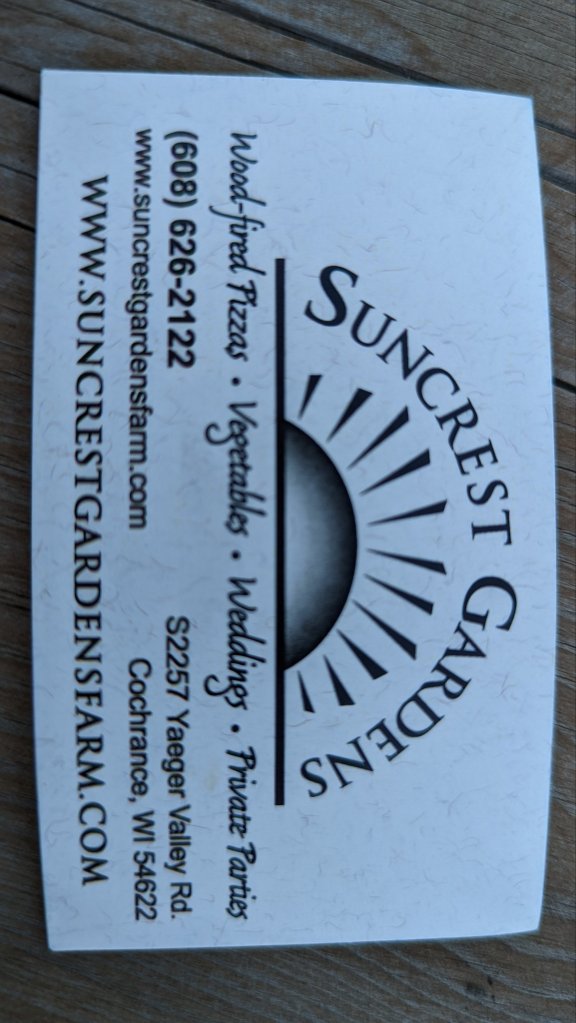 SUNCREST GARDENS
Wood-fired Pizzas • Vegetables • Weddings • Private Parties
(608) 626-2122 S2257 Yaeger Valley Rd.
www.suncrestgardensfarm.com Cochrance, WI 54622
WWW.SUNCRESTGARDENSFARM.COM